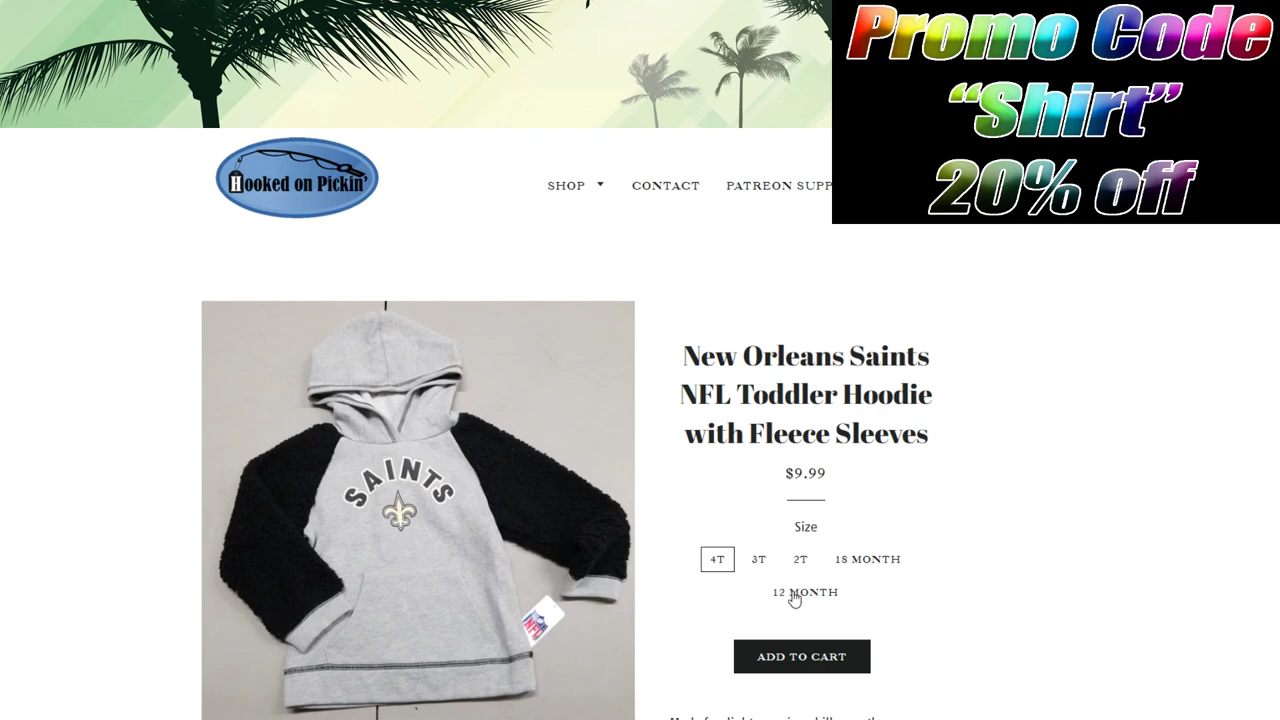 Promo Code
“Shirt”
20% off
Hooked on Pickin'
SHOP CONTACT PATREON SUPP
New Orleans Saints
NFL Toddler Hoodie
with Fleece Sleeves
$9.99
Size
4T 3T 2T 18 MONTH
12 MONTH
ADD TO CART
SAINTS
NFL